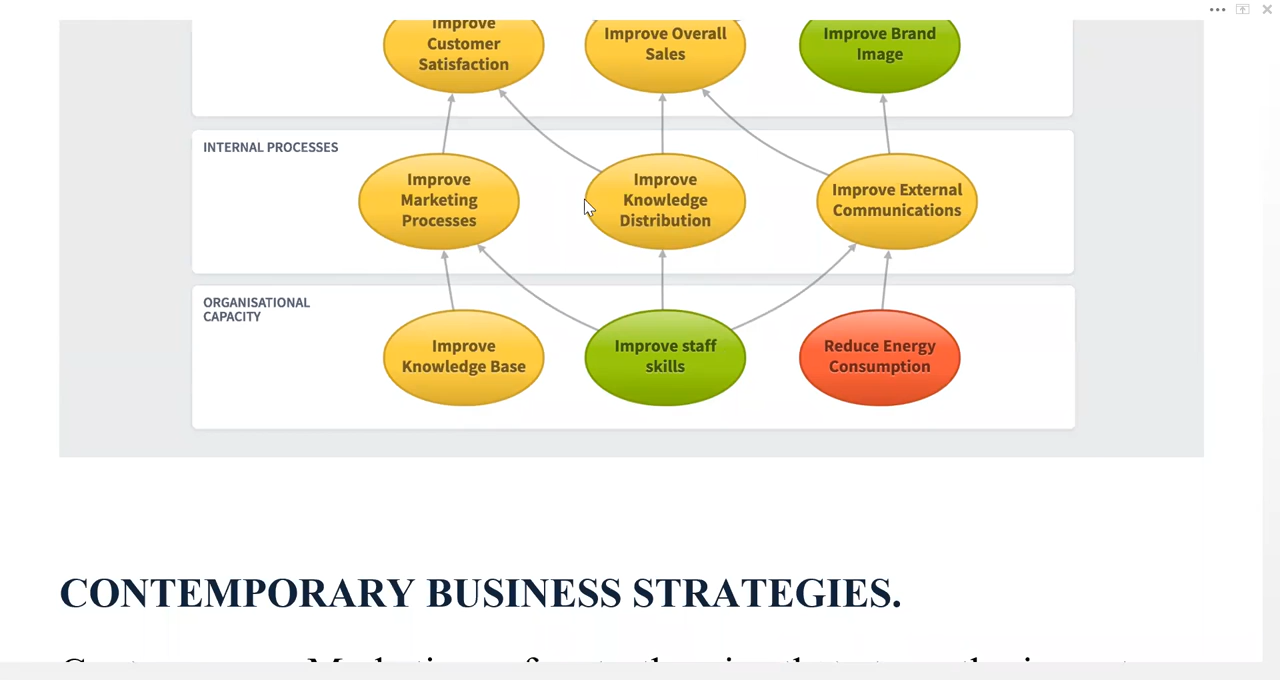 Improve
Customer
Satisfaction
Improve Overall
Sales
Improve Brand
Image
INTERNAL PROCESSES
Improve
Marketing
Processes
Improve
Knowledge
Distribution
Improve External
Communications
ORGANISATIONAL
CAPACITY
Improve
Knowledge Base
Improve staff
skills
Reduce Energy
Consumption
CONTEMPORARY BUSINESS STRATEGIES.